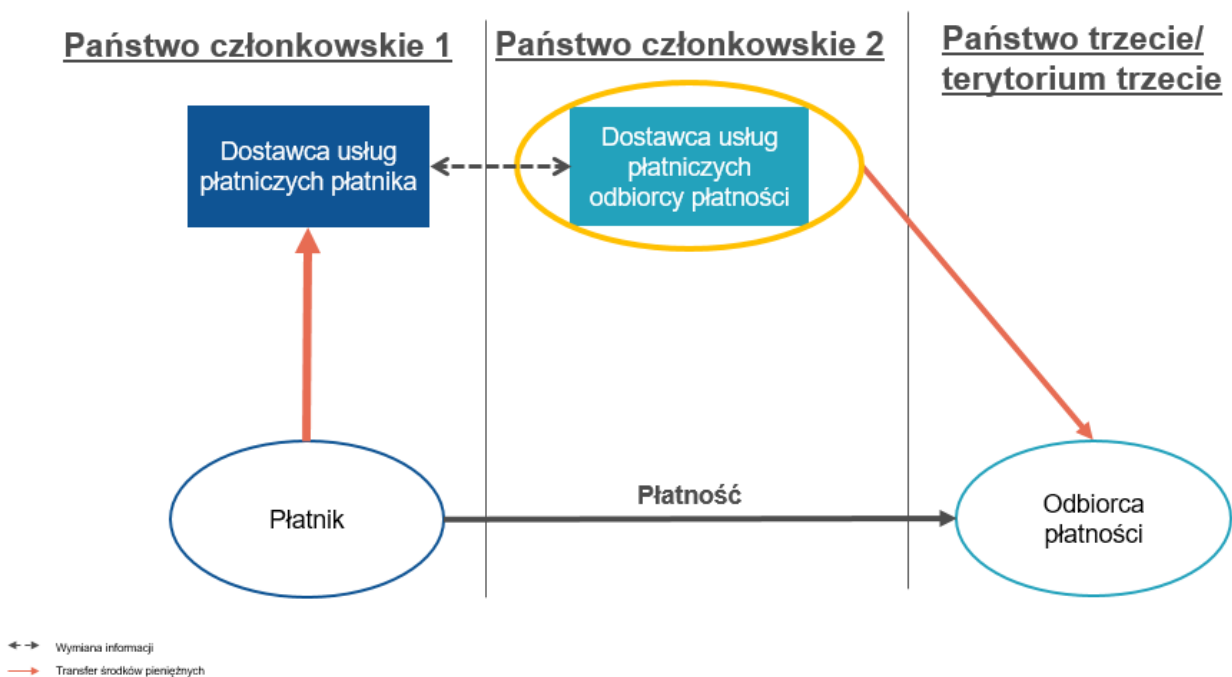 Państwo członkowskie 1
Państwo członkowskie 2
Państwo trzecie/
terytorium trzecie
Dostawca usług
płatniczych płatnika
Dostawca usług
płatniczych
odbiorcy płatności
Płatność
Płatnik
Odbiorca
płatności
Wymiana informacji
Transfer środków pieniężnych